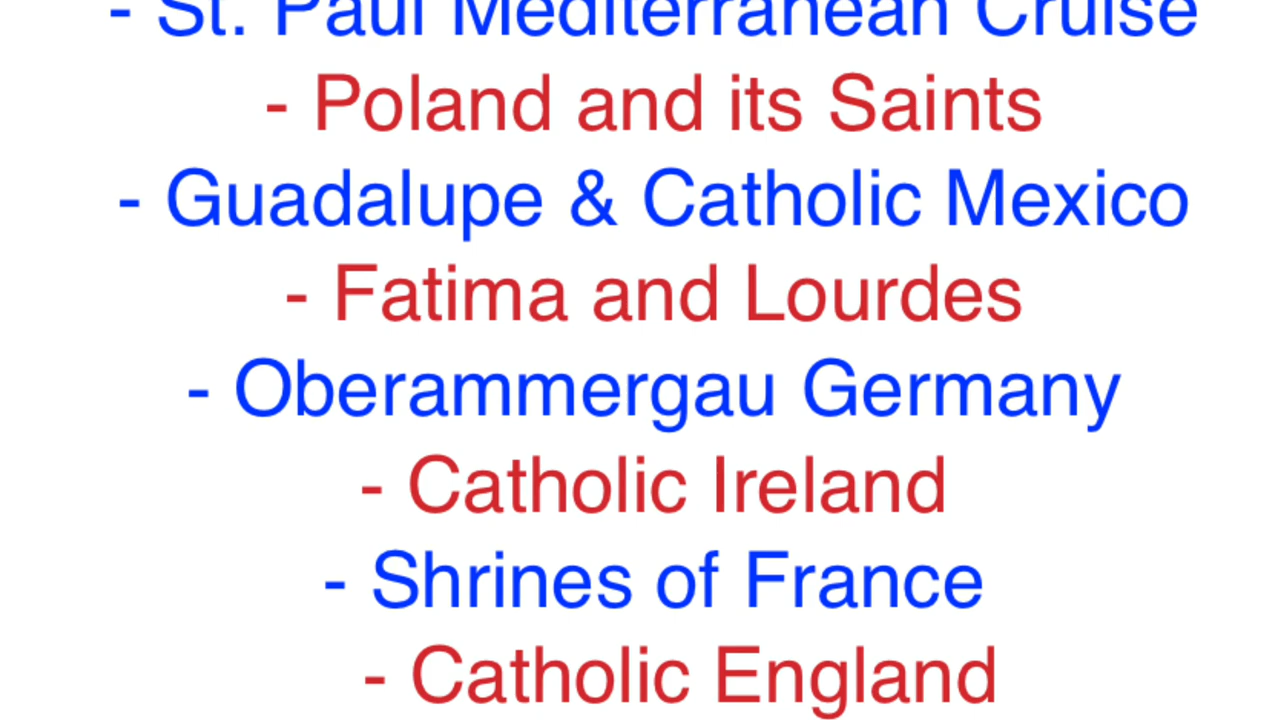 - St. Paul Mediterranean Cruise
- Poland and its Saints
- Guadalupe & Catholic Mexico
- Fatima and Lourdes
- Oberammergau Germany
- Catholic Ireland
- Shrines of France
- Catholic England